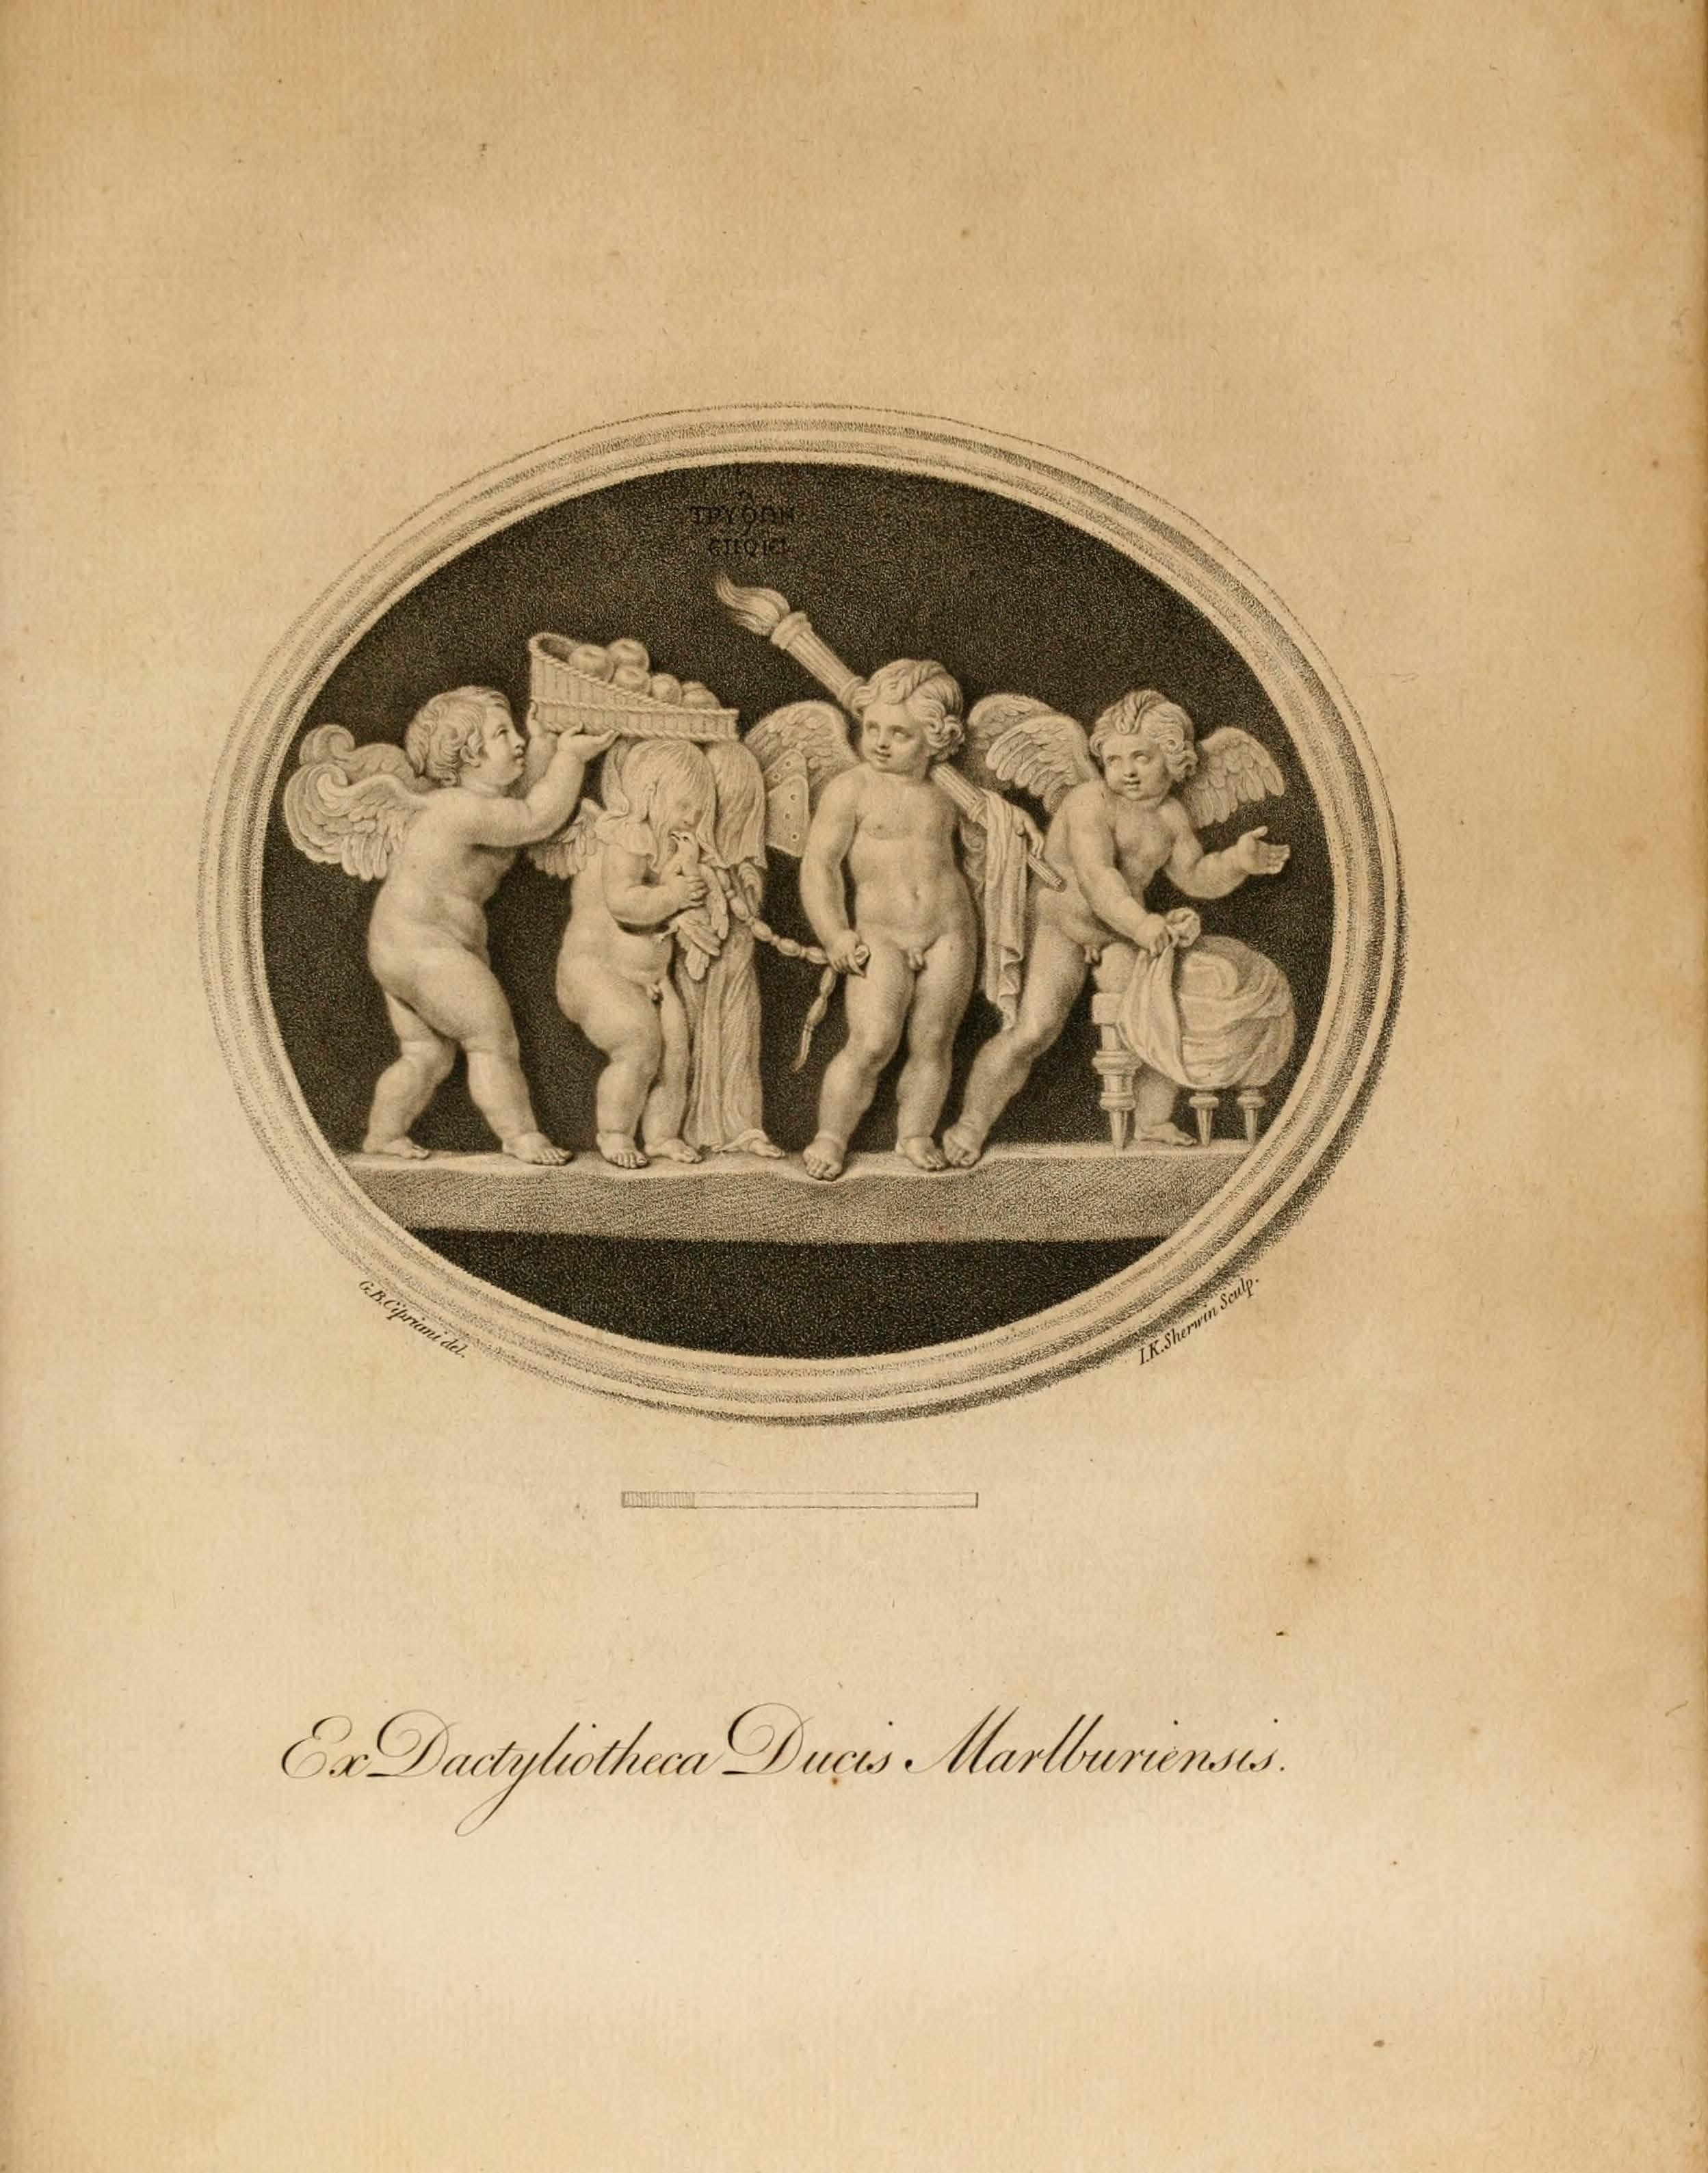 ΤΡΥΦΩΝ
ΕΠΟΙΕΙ
G.B.Cipriani del.
I.K.Sherwin Sculp.
Ex Dactyliotheca Ducis Marlburiensis.